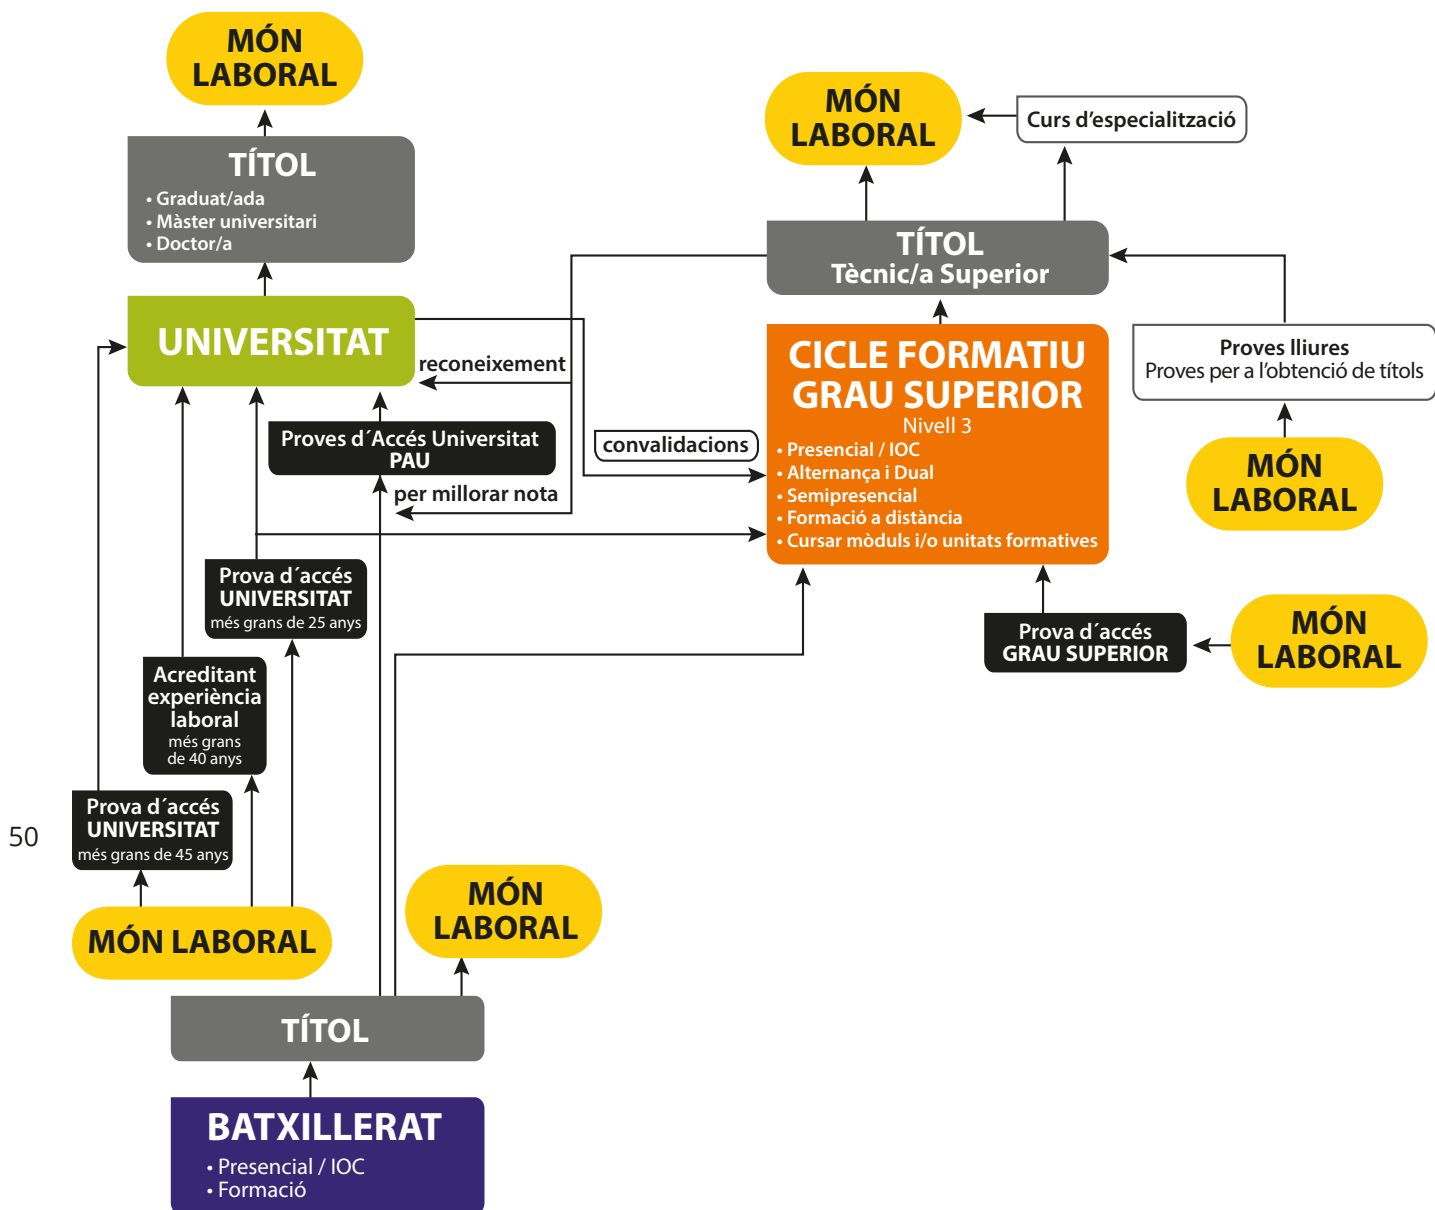 MÓN
LABORAL
TÍTOL
• Graduat/ada
• Màster universitari
• Doctor/a
UNIVERSITAT
MÓN
LABORAL
Curs d'especialització
TÍTOL
Tècnic/a Superior
CICLE FORMATIU
GRAU SUPERIOR
Nivell 3
• Presencial / IOC
• Alternança i Dual
• Semipresencial
• Formació a distància
• Cursar mòduls i/o unitats formatives
Proves lliures
Proves per a l'obtenció de títols
MÓN
LABORAL
reconeixement
convalidacions
Proves d´Accés Universitat
PAU
per millorar nota
Prova d´accés
UNIVERSITAT
més grans de 25 anys
Prova d´accés
GRAU SUPERIOR
MÓN
LABORAL
Acreditant
experiència
laboral
més grans
de 40 anys
Prova d´accés
UNIVERSITAT
més grans de 45 anys
50
MÓN LABORAL
MÓN
LABORAL
TÍTOL
BATXILLERAT
• Presencial / IOC
• Formació